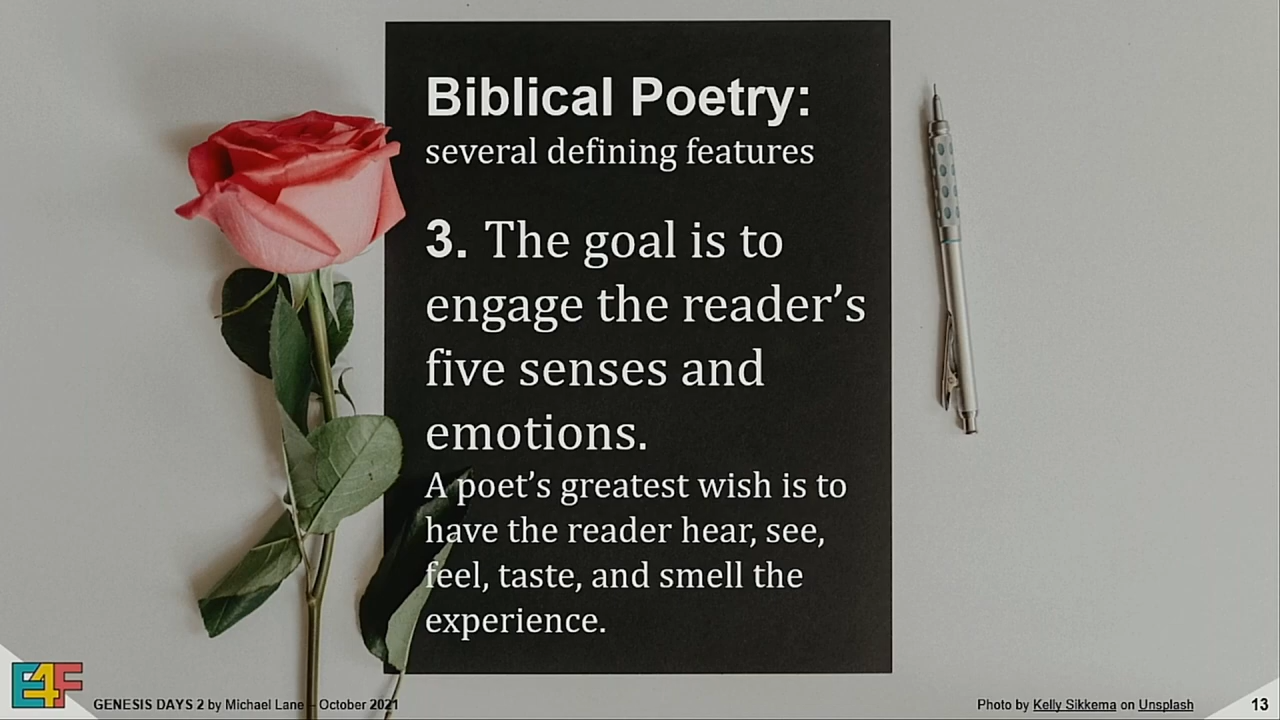 Biblical Poetry:
several defining features
3. The goal is to
engage the reader’s
five senses and
emotions.
A poet’s greatest wish is to
have the reader hear, see,
feel, taste, and smell the
experience.
E4F
GENESIS DAYS 2 by Michael Lane – October 2021
Photo by Kelly Sikkema on Unsplash
13